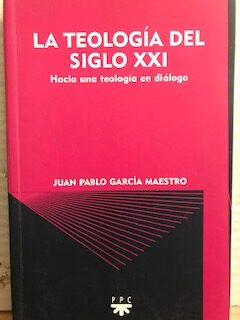 LA TEOLOGÍA DEL
SIGLO XXI
Hacia una teología en diálogo
JUAN PABLO GARCÍA MAESTRO
PPC